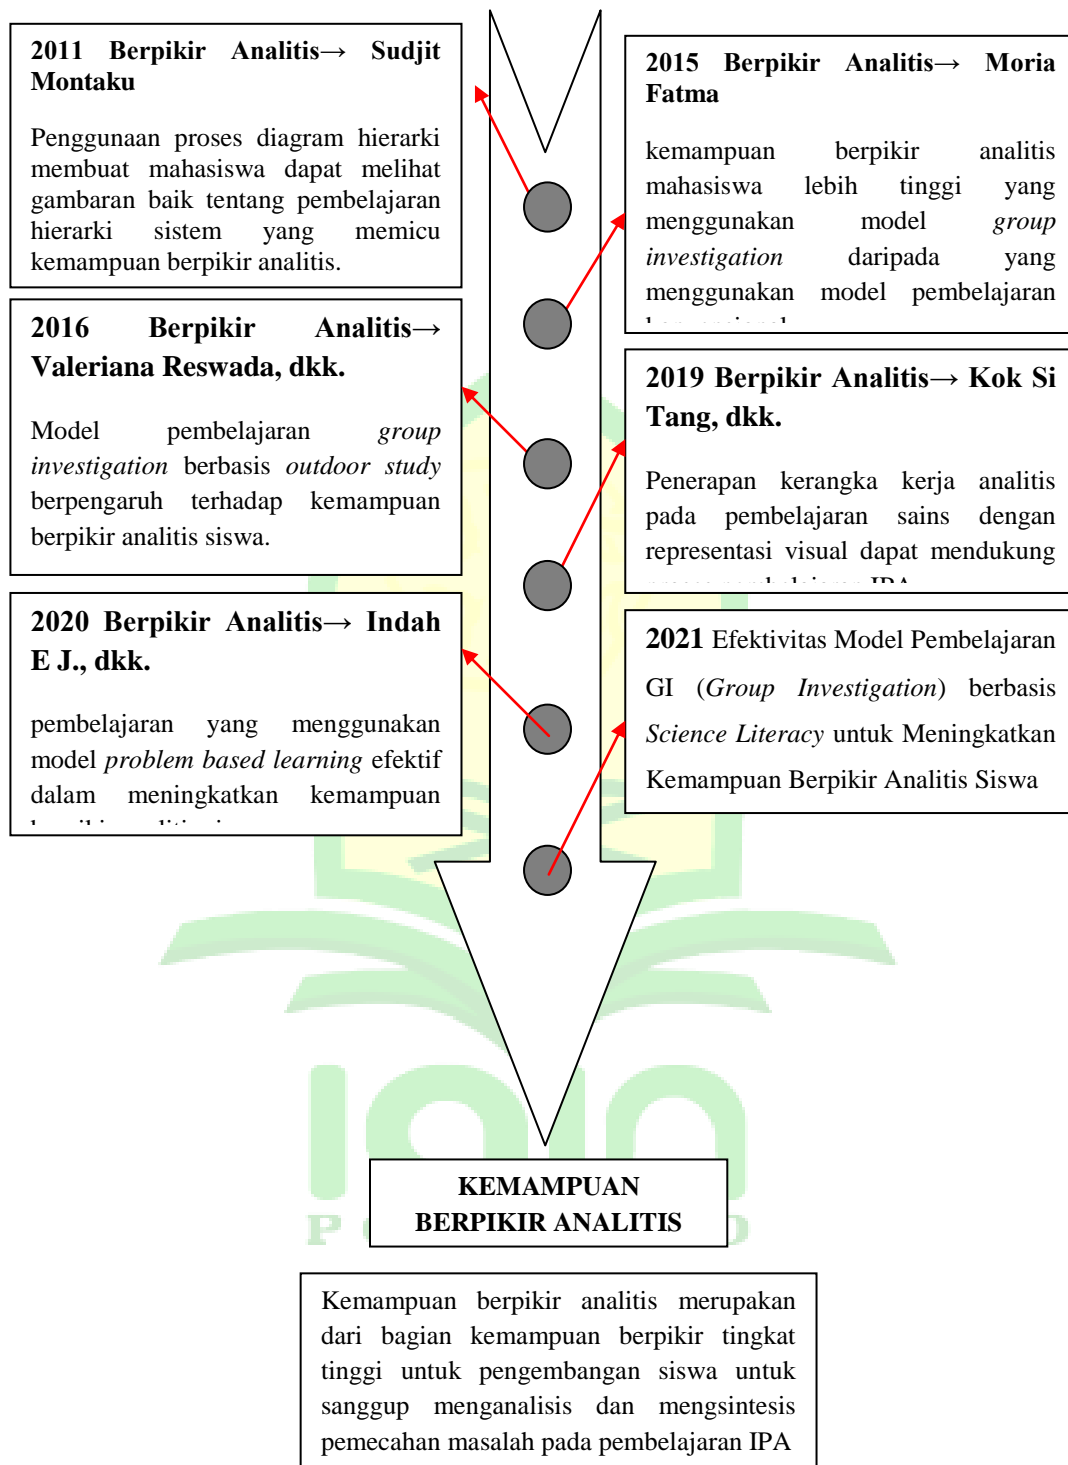 2011 Berpikir Analitis→ Sudjit
Montaku
Penggunaan proses diagram hierarki
membuat mahasiswa dapat melihat
gambaran baik tentang pembelajaran
hierarki sistem yang memicu
kemampuan berpikir analitis.
2015 Berpikir Analitis→ Moria
Fatma
kemampuan berpikir analitis
mahasiswa lebih tinggi yang
menggunakan model group
investigation daripada yang
menggunakan model pembelajaran
2016 Berpikir Analitis→
Valeriana Reswada, dkk.
Model pembelajaran group
investigation berbasis outdoor study
berpengaruh terhadap kemampuan
berpikir analitis siswa.
2019 Berpikir Analitis→ Kok Si
Tang, dkk.
Penerapan kerangka kerja analitis
pada pembelajaran sains dengan
representasi visual dapat mendukung
2020 Berpikir Analitis→ Indah
E J., dkk.
pembelajaran yang menggunakan
model problem based learning efektif
dalam meningkatkan kemampuan
2021 Efektivitas Model Pembelajaran
GI (Group Investigation) berbasis
Science Literacy untuk Meningkatkan
Kemampuan Berpikir Analitis Siswa
KEMAMPUAN
BERPIKIR ANALITIS
Kemampuan berpikir analitis merupakan
dari bagian kemampuan berpikir tingkat
tinggi untuk pengembangan siswa untuk
sanggup menganalisis dan mengsintesis
pemecahan masalah pada pembelajaran IPA